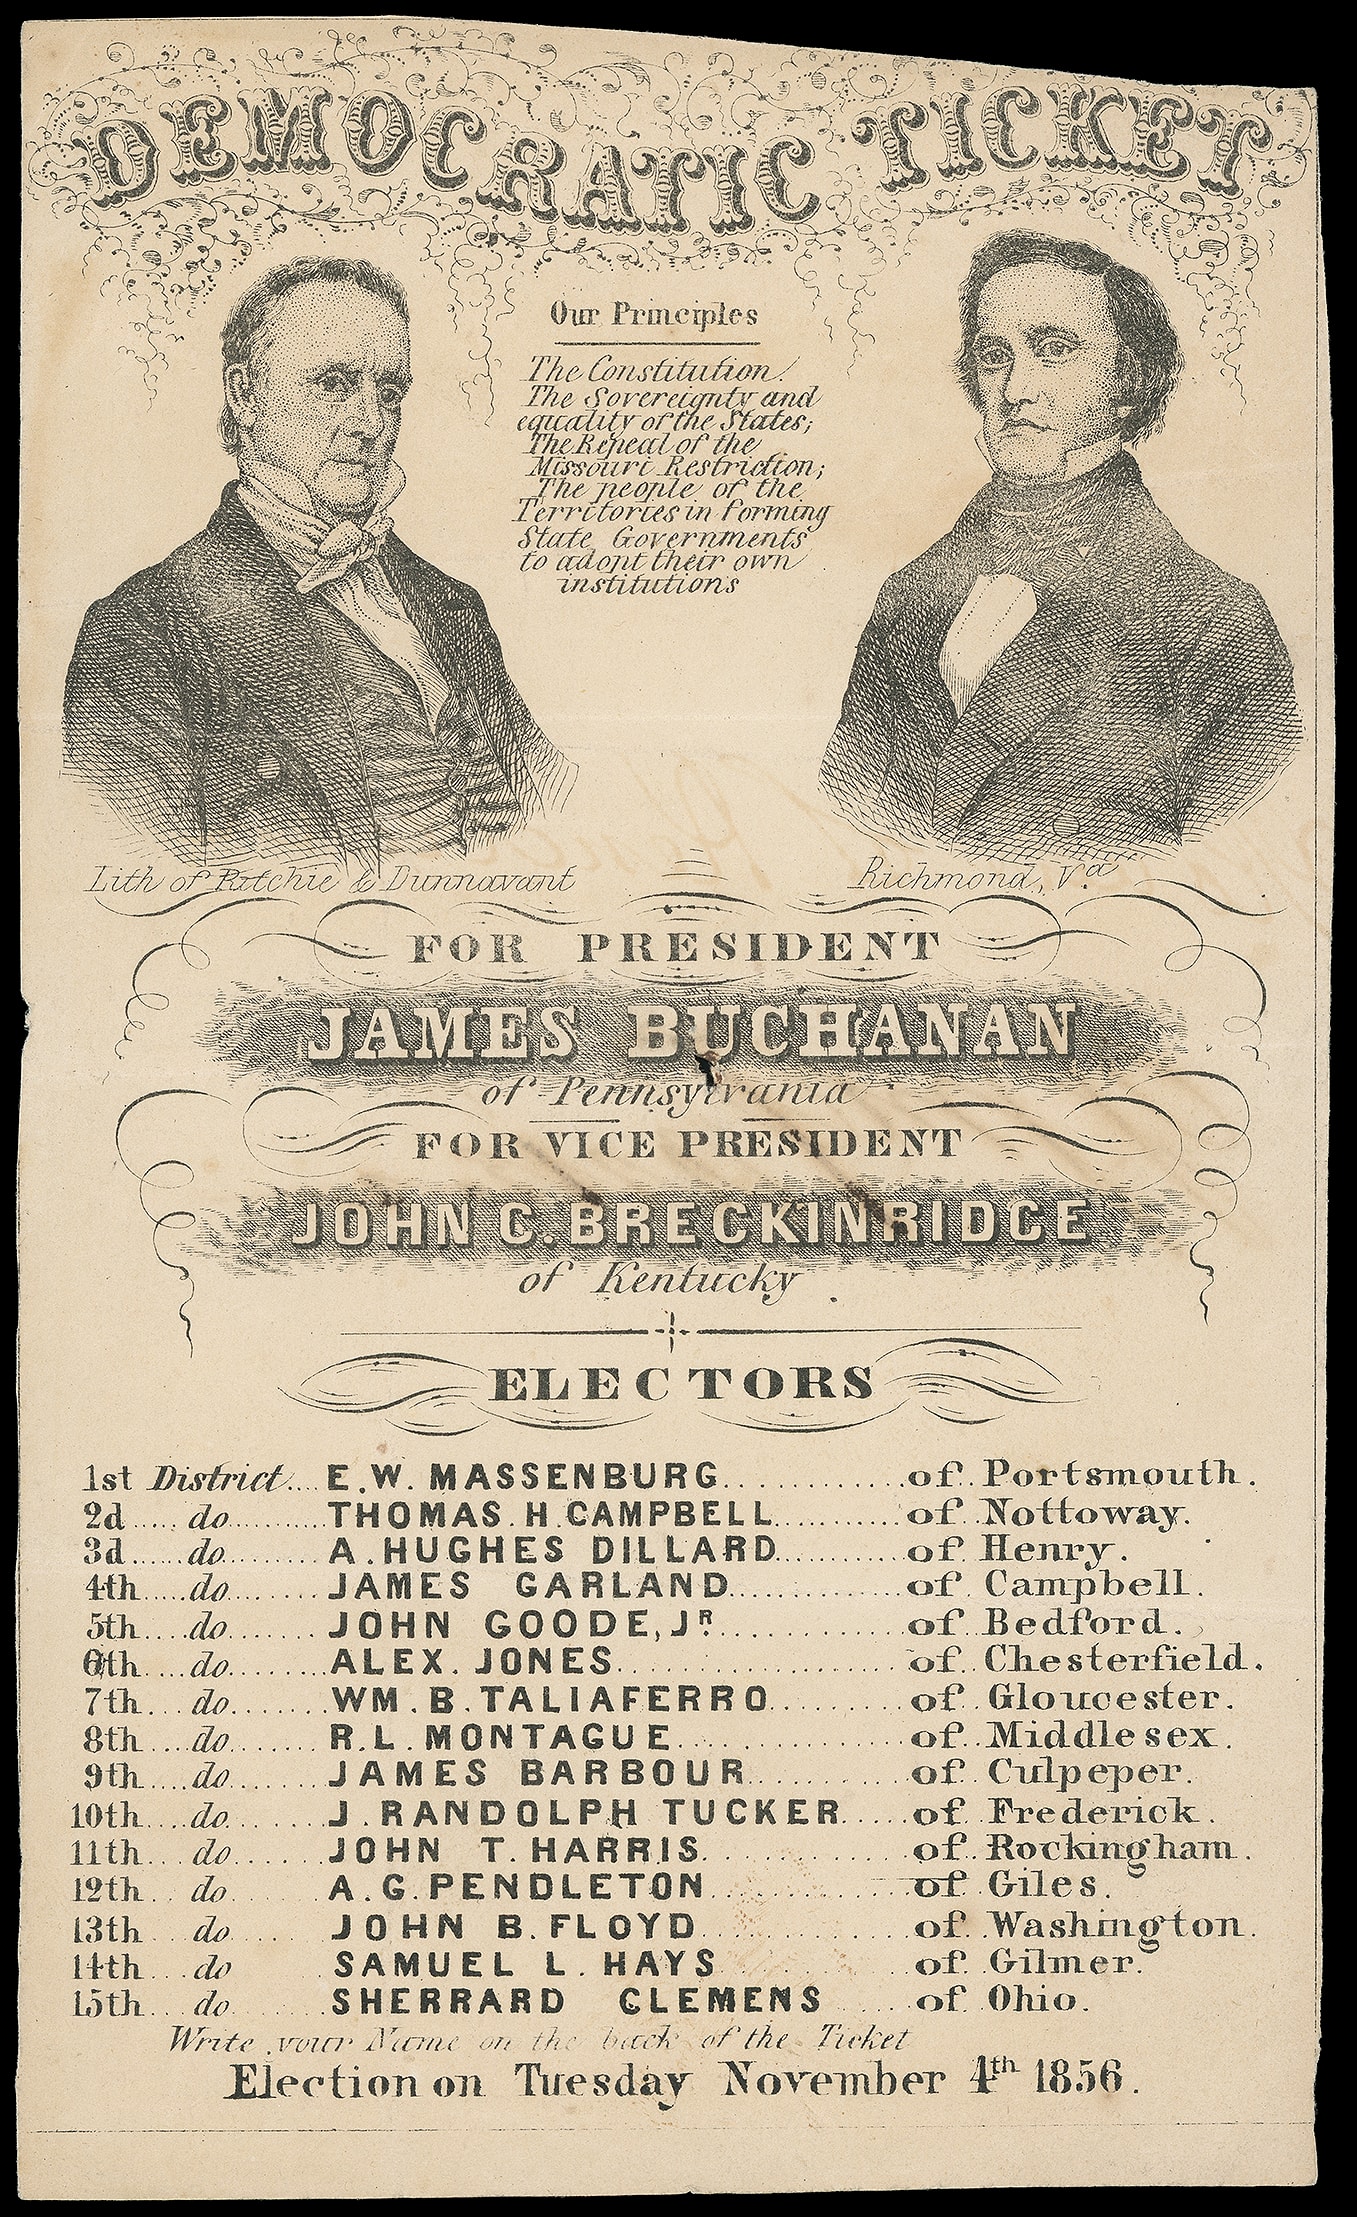 DEMOCRATIC TICKET
Our Principles
The Constitution.
The Sovereignty and
equality of the States;
The Repeal of the
Missouri Restriction;
The people of the
Territories in forming
State Governments
to adopt their own
institutions
Lith of Ritchie & Dunnavant
Richmond, Va.
FOR PRESIDENT
JAMES BUCHANAN
of Pennsylvania
FOR VICE PRESIDENT
JOHN C. BRECKINRIDGE
of Kentucky
ELECTORS
1st District.... E.W. MASSENBURG............of. Portsmouth.
2d ..... do..........THOMAS. H. CAMPBELL...........of. Nottoway.
3d......do.........A. HUGHES DILLARD...........of. Henry.
4th.....do........JAMES GARLAND...............of. Campbell.
5th....do........JOHN GOODE, JR................of. Bedford.
6th....do........ALEX. JONES......................of. Chesterfield.
7th...do........WM. B. TALIAFERRO..........of. Gloucester.
8th....do........R.L. MONTAGUE..................of. Middlesex.
9th....do.......JAMES BARBOUR.............of. Culpeper.
10th...do.......J. RANDOLPH TUCKER.....of. Frederick.
11th...do.......JOHN T. HARRIS................of. Rockingham.
12th...do......A.G. PENDLETON...............of. Giles.
13th...do......JOHN B. FLOYD................of. Washington.
14th...do......SAMUEL L. HAYS............of. Gilmer.
15th...do.......SHERRARD CLEMENS......of. Ohio.
Write your Name on the back of the Ticket
Election on Tuesday November 4th 1856.